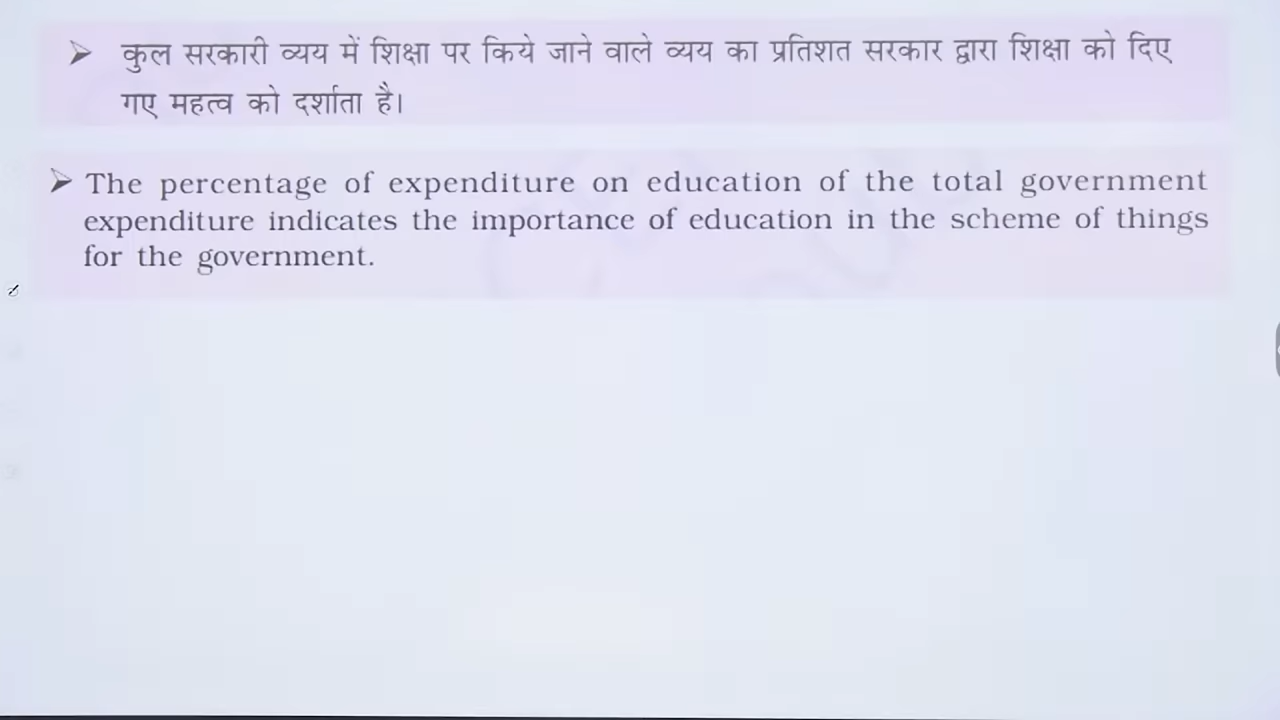 ➤ कुल सरकारी व्यय में शिक्षा पर किये जाने वाले व्यय का प्रतिशत सरकार द्वारा शिक्षा को दिए
गए महत्व को दर्शाता है।
➤ The percentage of expenditure on education of the total government
expenditure indicates the importance of education in the scheme of things
for the government.